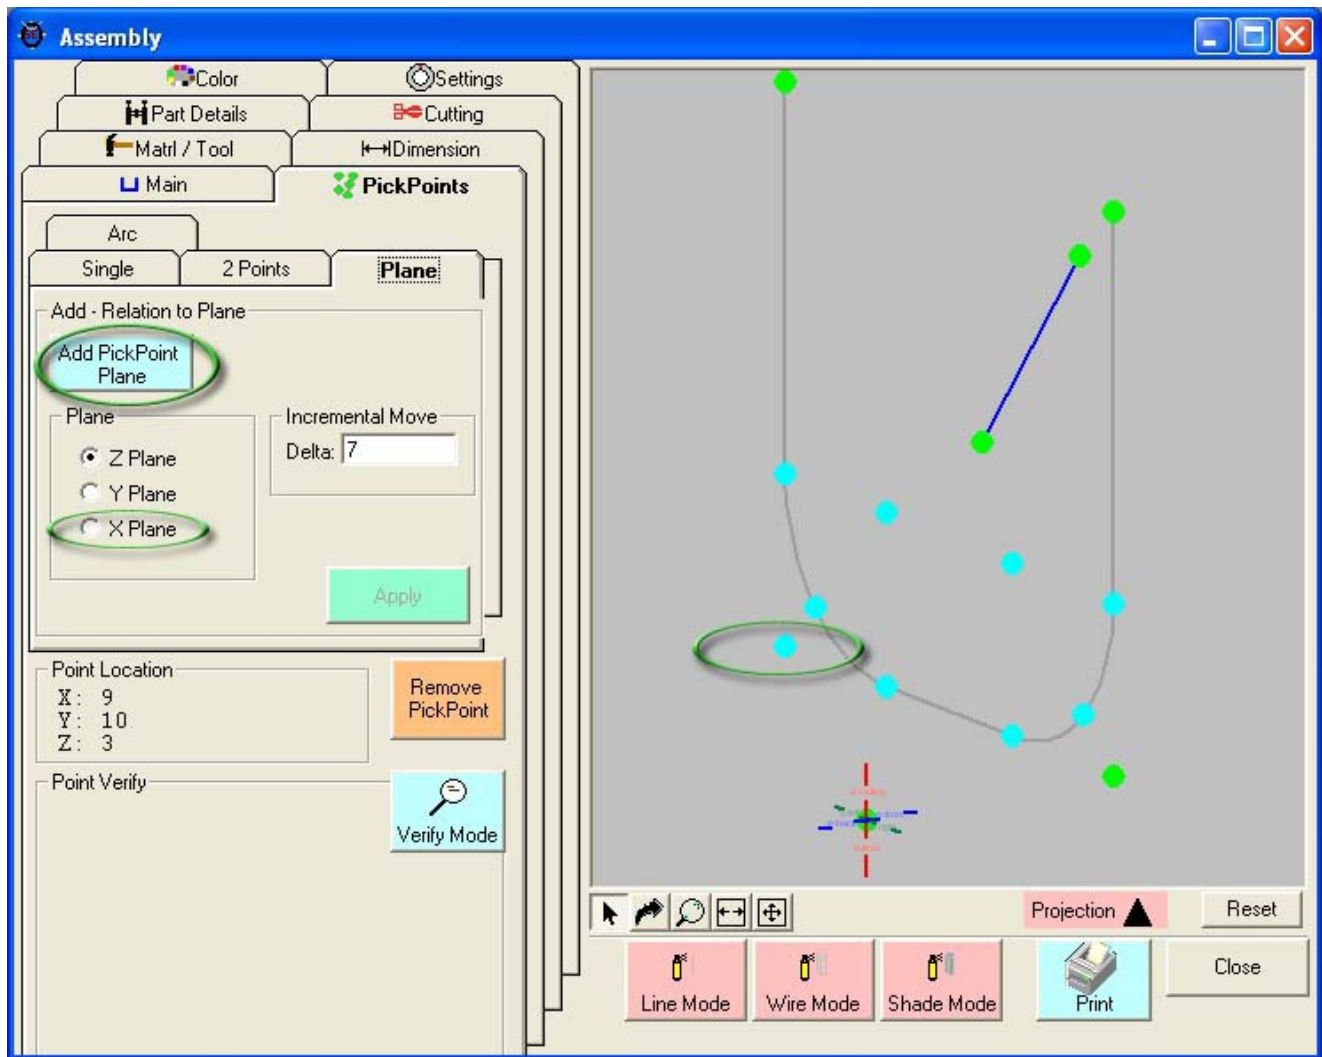 Assembly
Color
Settings
Part Details
Cutting
Matrl / Tool
Dimension
Main
PickPoints
Arc
Single
2 Points
Plane
Add - Relation to Plane
Add PickPoint
Plane
Plane
Incremental Move
Z Plane
Delta: 7
Y Plane
X Plane
Apply
Point Location
X: 9
Y: 10
Z: 3
Remove
PickPoint
Point Verify
Verify Mode
Projection
Reset
Line Mode
Wire Mode
Shade Mode
Print
Close